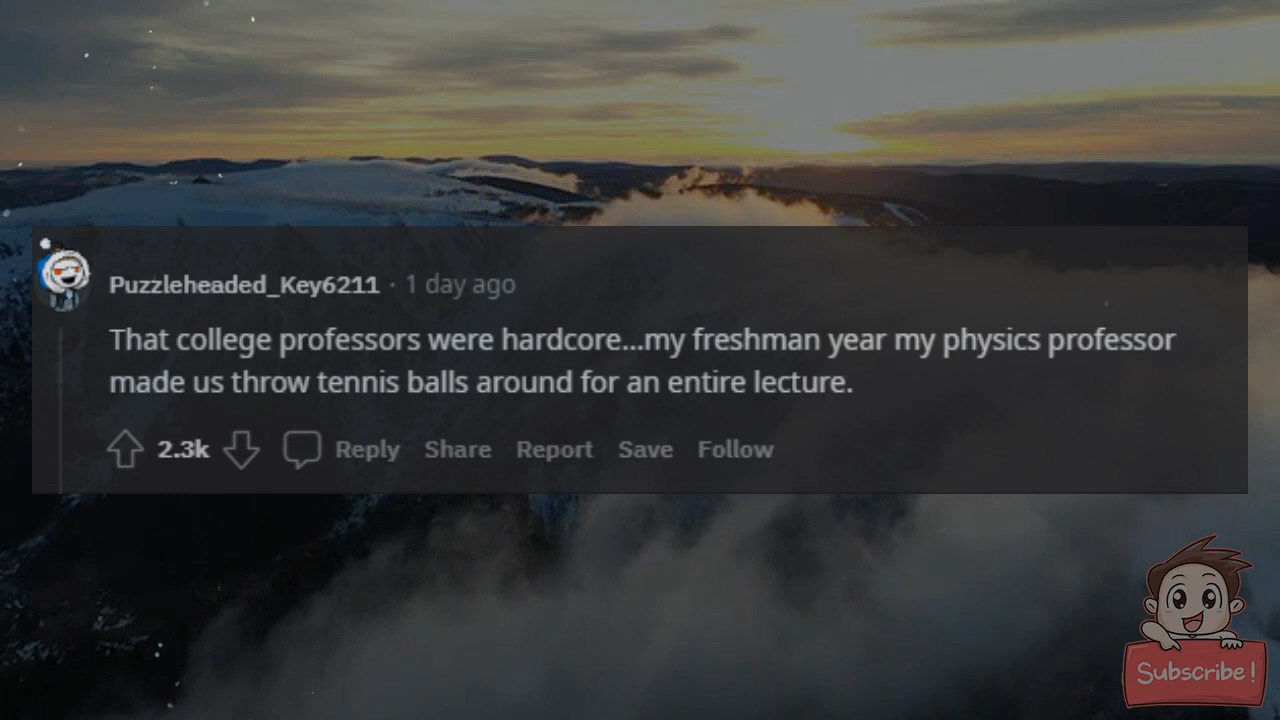 Puzzleheaded_Key6211 · 1 day ago
That college professors were hardcore...my freshman year my physics professor
made us throw tennis balls around for an entire lecture.
2.3k Reply Share Report Save Follow
Subscribe!